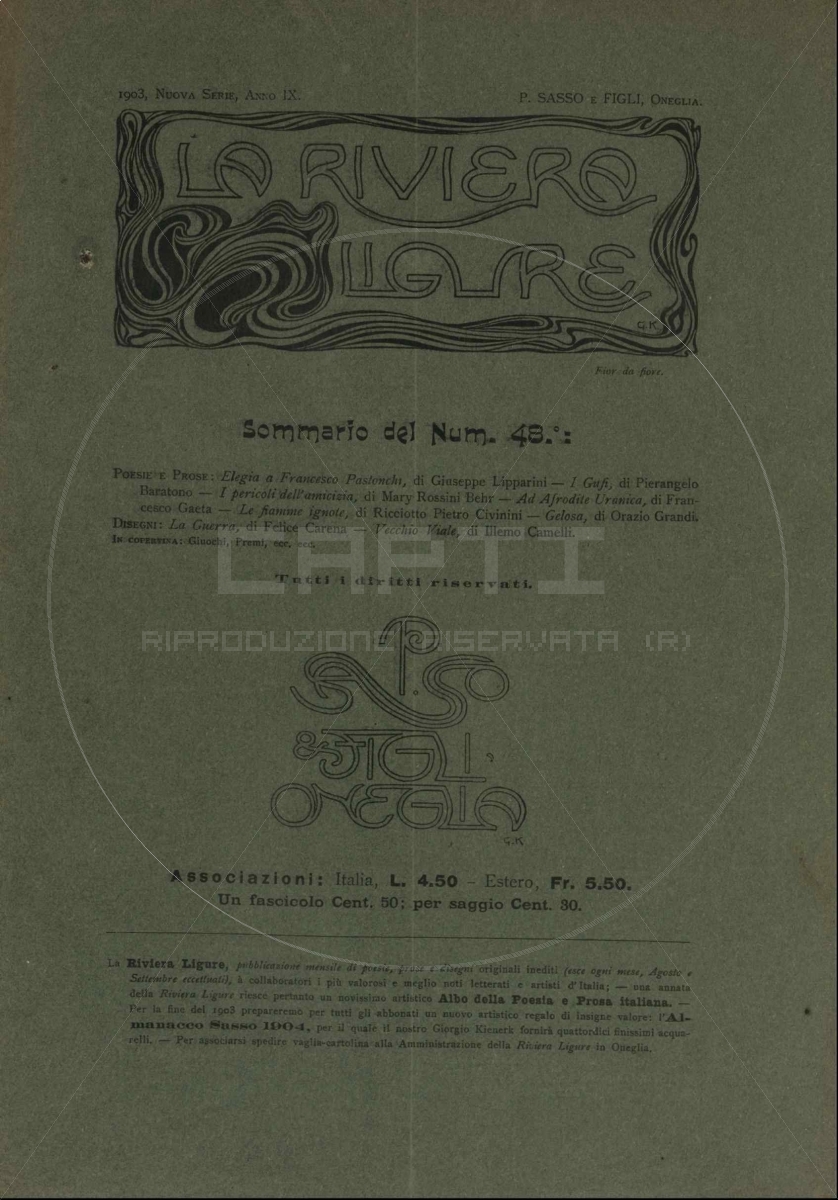 1903, Nuova Serie, Anno IX.
P. SASSO e FIGLI, Oneglia.
LA RIVIERA
LIGURE
G.K.
Fior da fiore.
Sommario del Num. 48.°:
Poesie e Prose: Elegia a Francesco Pastonchi, di Giuseppe Lipparini — I Gufi, di Pierangelo
Baratono — I pericoli dell'amicizia, di Mary Rossini Behr — Ad Afrodite Uranica, di Fran-
cesco Gaeta — Le fiamme ignote, di Ricciotto Pietro Civinini — Gelosa, di Orazio Grandi.
Disegni: La Guerra, di Felice Carena — Vecchio Viale, di Illemo Camelli.
In copertina: Giuochi, Premi, ecc. ecc.
CAPTI
Tutti i diritti riservati.
RIPRODUZIONE RISERVATA (R)
P. SASSO
& FIGLI,
ONEGLIA
G.K
Associazioni: Italia, L. 4.50 - Estero, Fr. 5.50.
Un fascicolo Cent. 50; per saggio Cent. 30.
La Riviera Ligure, pubblicazione mensile di poesie, prose e disegni originali inediti (esce ogni mese, Agosto e
Settembre eccettuati), à collaboratori i più valorosi e meglio noti letterati e artisti d'Italia; — una annata
della Riviera Ligure riesce pertanto un novissimo artistico Albo della Poesia e Prosa italiana. —
Per la fine del 1903 prepareremo per tutti gli abbonati un nuovo artistico regalo di insigne valore: l'Al-
manacco Sasso 1904, per il quale il nostro Giorgio Kienerk fornirà quattordici finissimi acqua-
relli. — Per associarsi spedire vaglia-cartolina alla Amministrazione della Riviera Ligure in Oneglia.